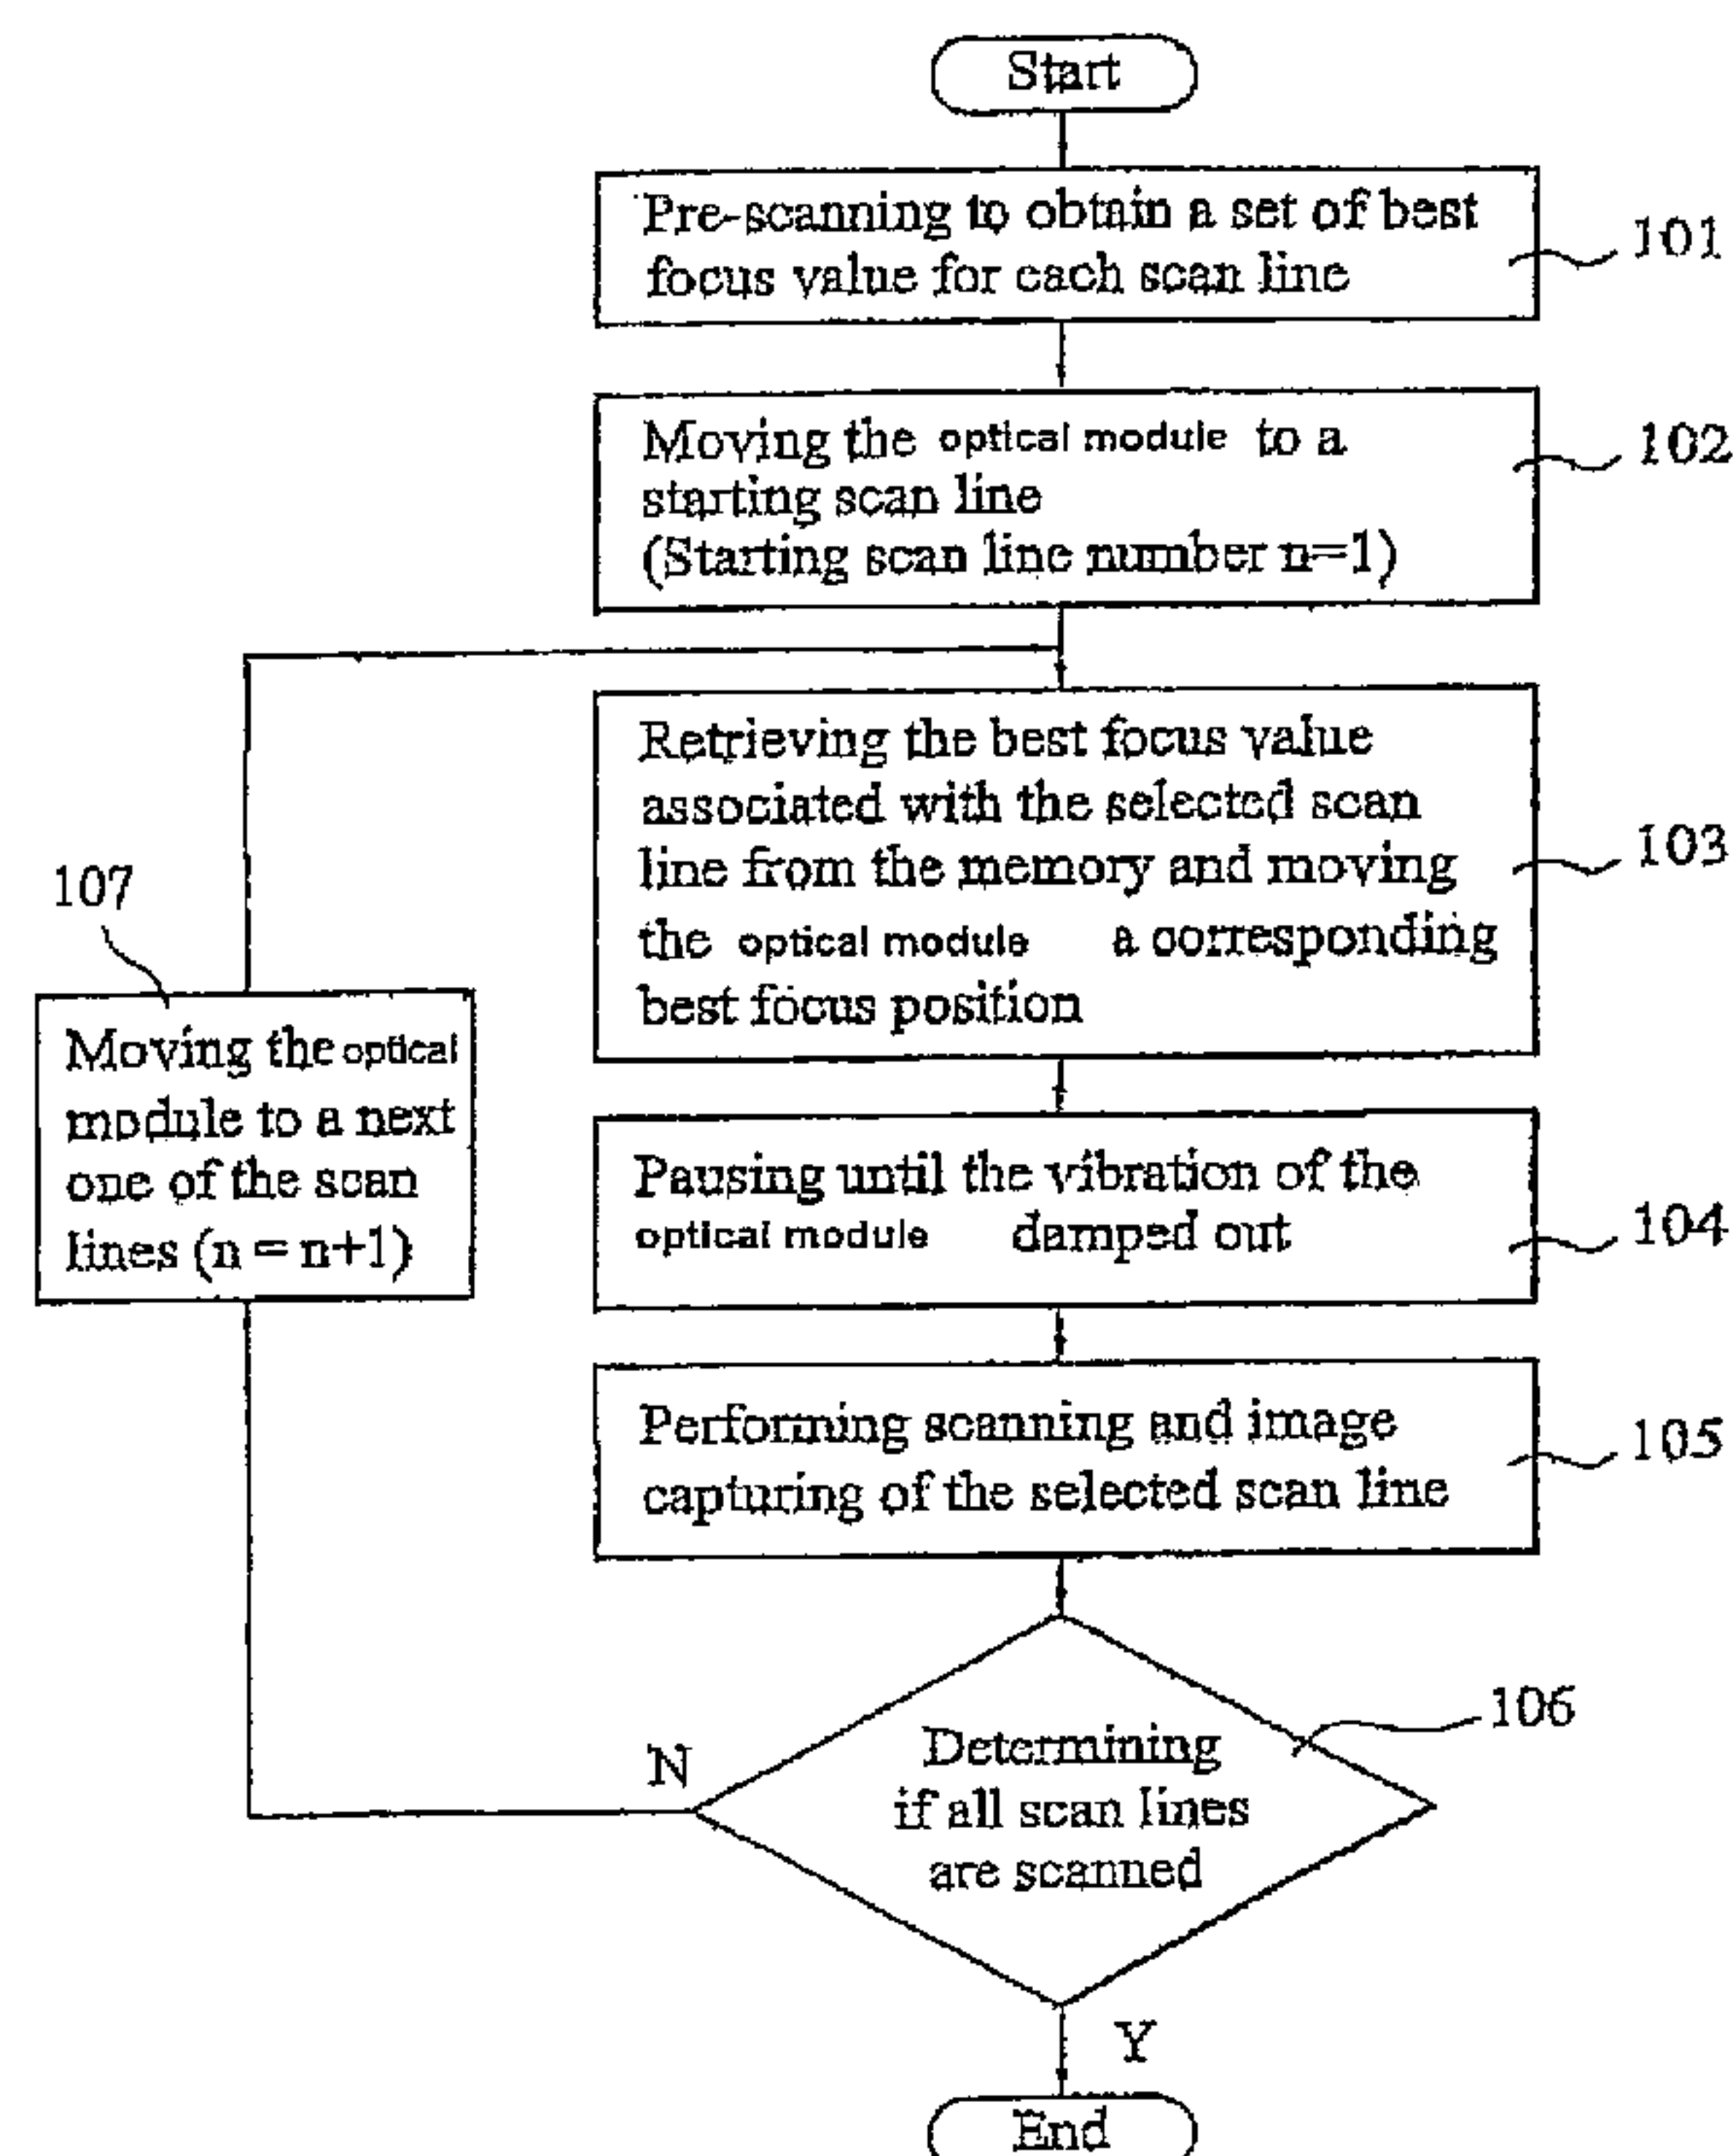 Start
Pre-scanning to obtain a set of best
focus value for each scan line
101
Moving the optical module to a
starting scan line
(Starting scan line number n=1)
102
Retrieving the best focus value
associated with the selected scan
line from the memory and moving
the optical module a corresponding
best focus position
103
107
Moving the optical
module to a next
one of the scan
lines (n = n+1)
Pausing until the vibration of the
optical module damped out
104
Performing scanning and image
capturing of the selected scan line
105
Determining
if all scan lines
are scanned
106
N
Y
End